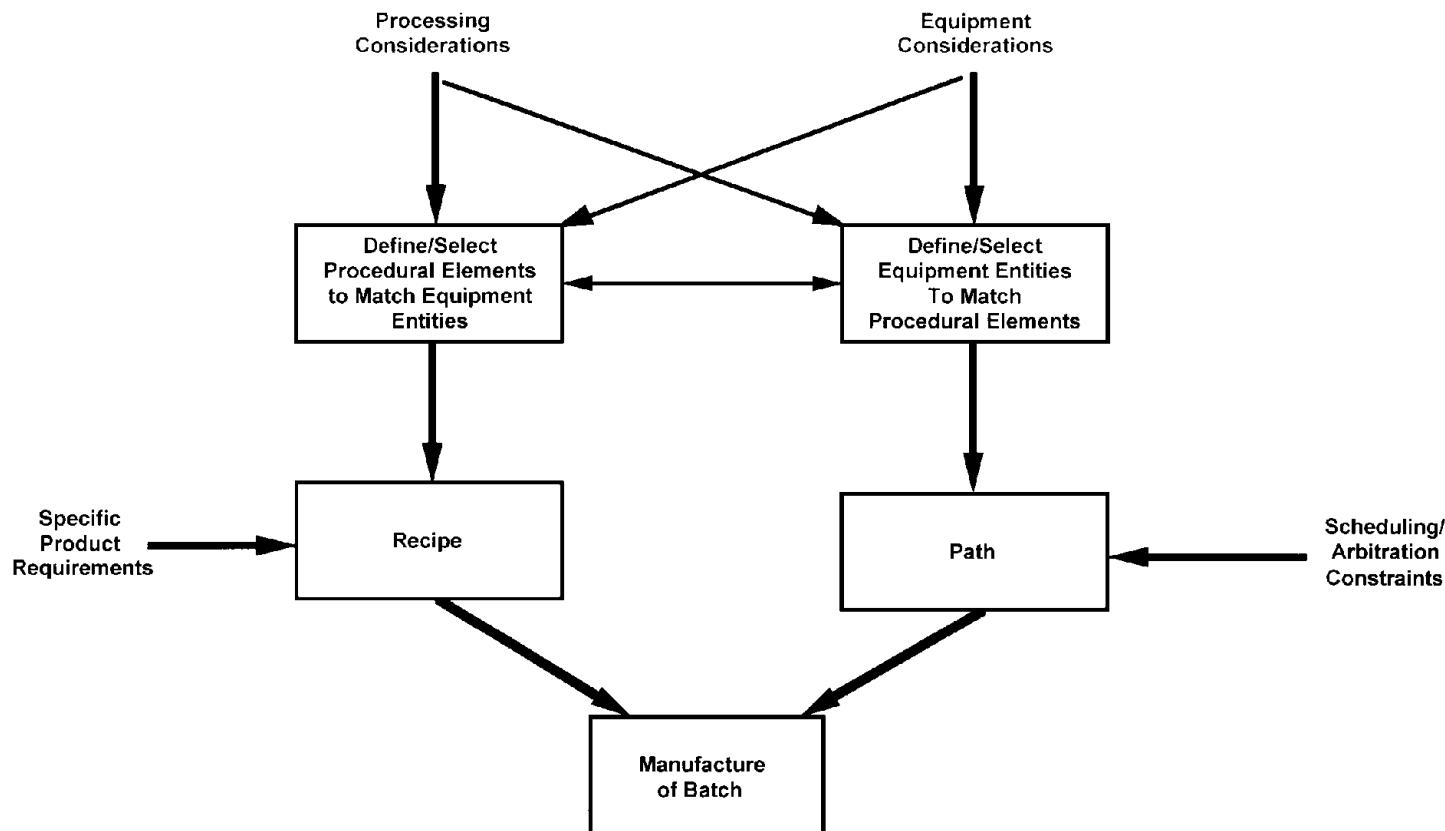 Processing
Considerations
Equipment
Considerations
Define/Select
Procedural Elements
to Match Equipment
Entities
Define/Select
Equipment Entities
To Match
Procedural Elements
Specific
Product
Requirements
Recipe
Path
Scheduling/
Arbitration
Constraints
Manufacture
of Batch